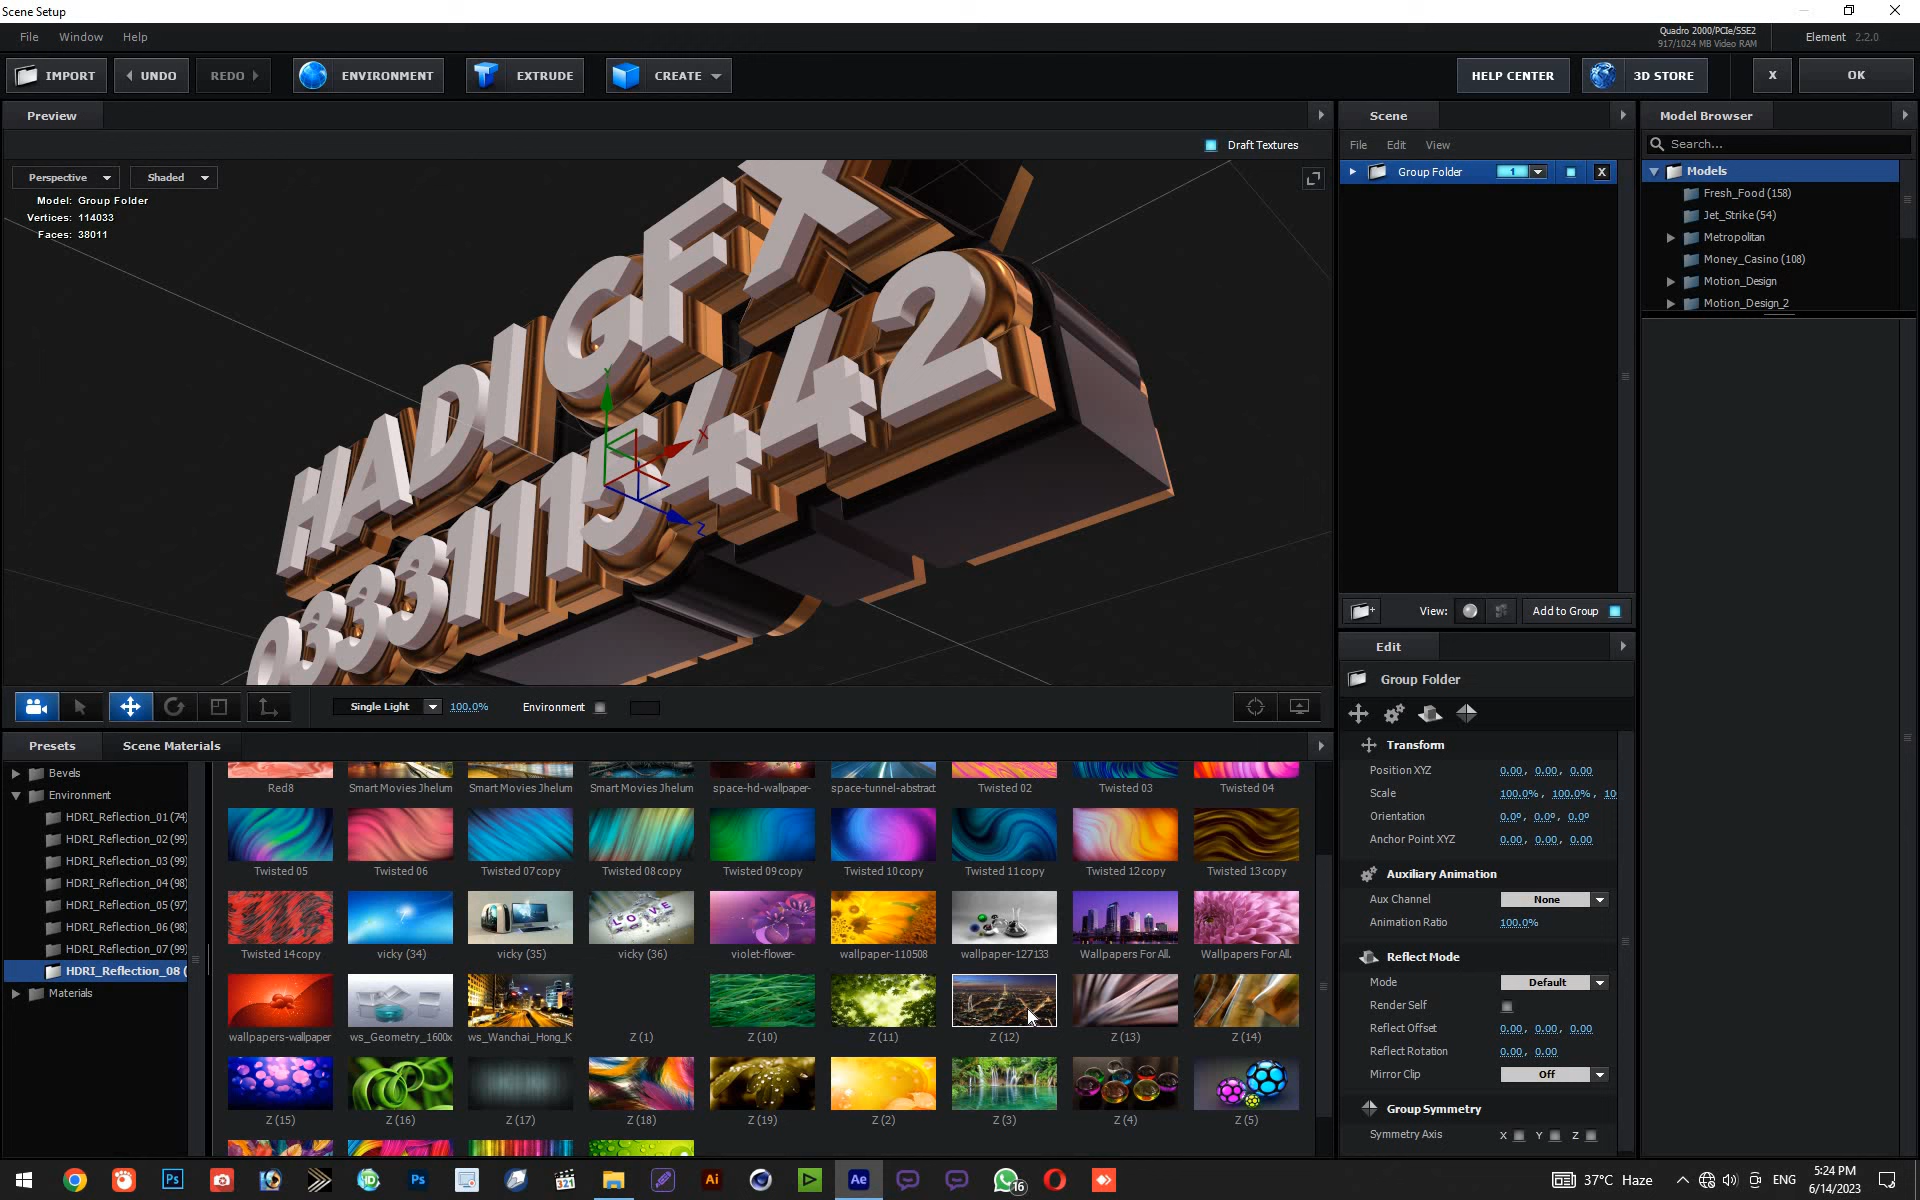 Scene Setup
File Window Help
Quadro 2000/PCIe/SSE2
917/1024 MB Video RAM
Element 2.2.0
IMPORT UNDO REDO ENVIRONMENT EXTRUDE CREATE HELP CENTER 3D STORE X OK
Preview
Draft Textures
Perspective Shaded
Model: Group Folder
Vertices: 114033
Faces: 38011
HADI GFX
03331115442
X
Y
Z
Single Light 100.0% Environment
Scene
File Edit View
Group Folder 1 X
View: Add to Group
Model Browser
Search...
Models
Fresh_Food (158)
Jet_Strike (54)
Metropolitan
Money_Casino (108)
Motion_Design
Motion_Design_2
Edit
Group Folder
Transform
Position XYZ 0.00, 0.00, 0.00
Scale 100.0%, 100.0%, 10
Orientation 0.0º, 0.0º, 0.0º
Anchor Point XYZ 0.00, 0.00, 0.00
Auxiliary Animation
Aux Channel None
Animation Ratio 100.0%
Reflect Mode
Mode Default
Render Self
Reflect Offset 0.00, 0.00, 0.00
Reflect Rotation 0.00, 0.00
Mirror Clip Off
Group Symmetry
Symmetry Axis X Y Z
Presets Scene Materials
Bevels
Environment
HDRI_Reflection_01 (74)
HDRI_Reflection_02 (99)
HDRI_Reflection_03 (99)
HDRI_Reflection_04 (98)
HDRI_Reflection_05 (97)
HDRI_Reflection_06 (98)
HDRI_Reflection_07 (99)
HDRI_Reflection_08 (
Materials
Red8 Smart Movies Jhelum Smart Movies Jhelum Smart Movies Jhelum space-hd-wallpaper- space-tunnel-abstract Twisted 02 Twisted 03 Twisted 04
Twisted 05 Twisted 06 Twisted 07 copy Twisted 08 copy Twisted 09 copy Twisted 10 copy Twisted 11 copy Twisted 12 copy Twisted 13 copy
LOVE
Twisted 14 copy vicky (34) vicky (35) vicky (36) violet-flower- wallpaper-110508 wallpaper-127133 Wallpapers For All. Wallpapers For All.
wallpapers-wallpaper ws_Geometry_1600x ws_Wanchai_Hong_K Z (1) Z (10) Z (11) Z (12) Z (13) Z (14)
Z (15) Z (16) Z (17) Z (18) Z (19) Z (2) Z (3) Z (4) Z (5)
Ps Ps 321 Ai Ae 16
37°C Haze ENG
5:24 PM
6/14/2023